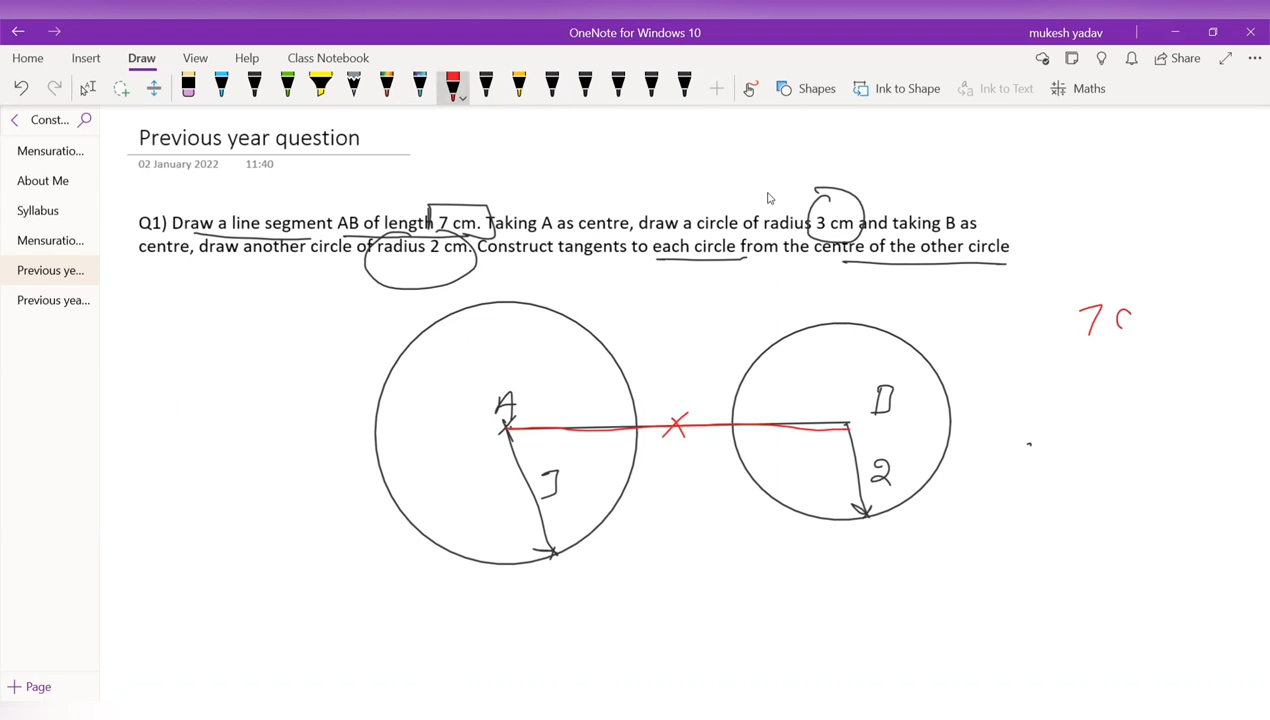 OneNote for Windows 10
mukesh yadav
Home Insert Draw View Help Class Notebook
Share
Shapes Ink to Shape Ink to Text Maths
Const...
Mensuratio...
About Me
Syllabus
Mensuratio...
Previous ye...
Previous yea...
Page
Previous year question
02 January 2022 11:40
Q1) Draw a line segment AB of length 7 cm. Taking A as centre, draw a circle of radius 3 cm and taking B as
centre, draw another circle of radius 2 cm. Construct tangents to each circle from the centre of the other circle
7 c
A
B
3
2